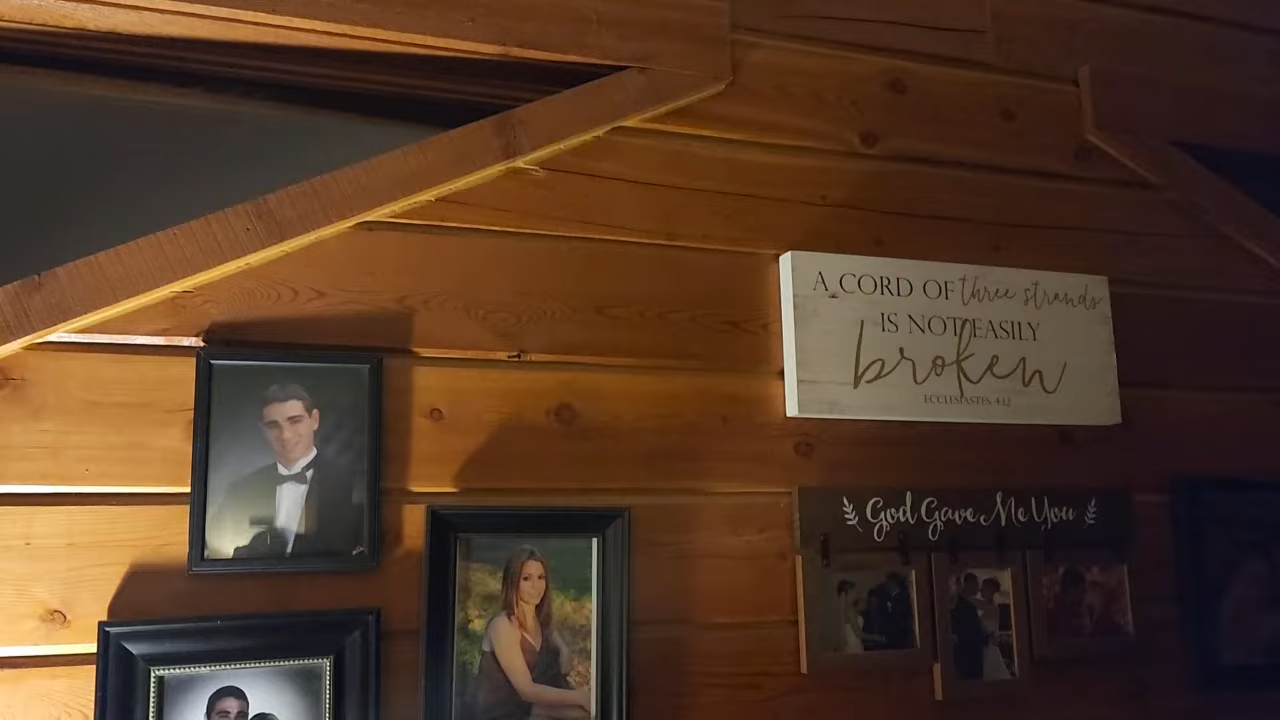 A CORD OF three strands
IS NOT EASILY
broken
ECCLESIASTES 4:12
God Gave Me You